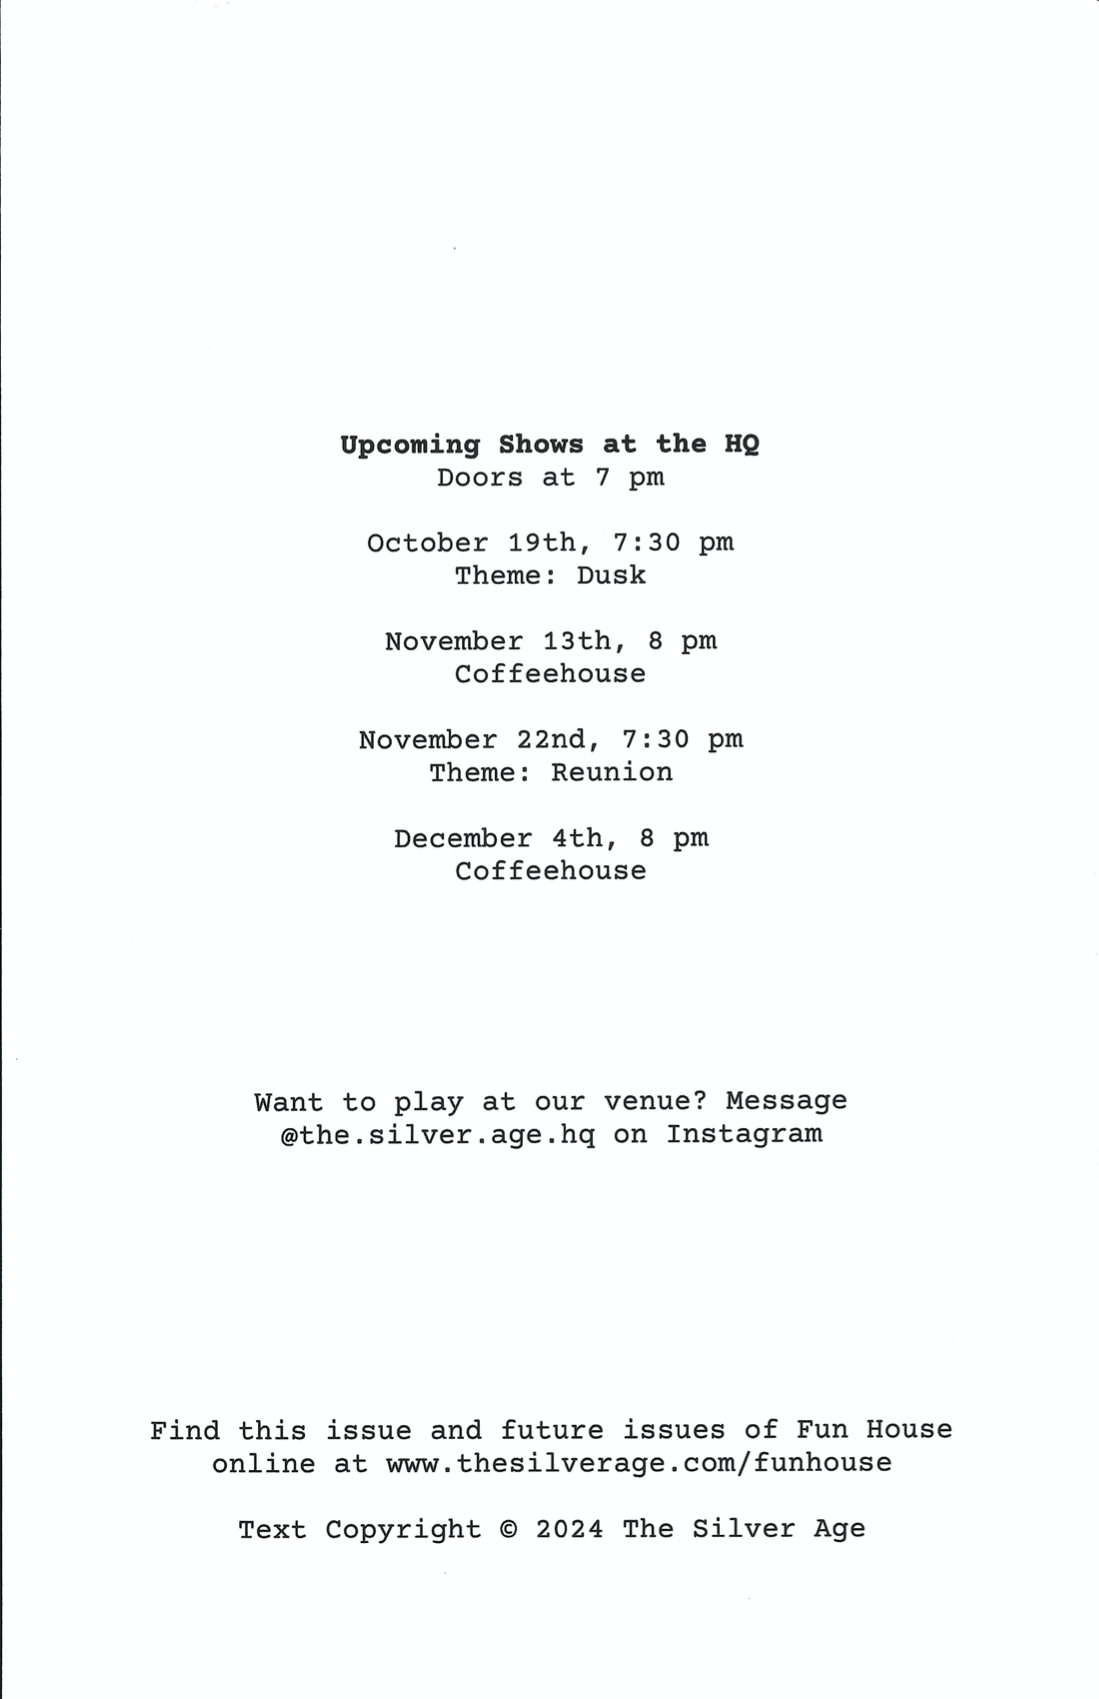 Upcoming Shows at the HQ
Doors at 7 pm
October 19th, 7:30 pm
Theme: Dusk
November 13th, 8 pm
Coffeehouse
November 22nd, 7:30 pm
Theme: Reunion
December 4th, 8 pm
Coffeehouse
Want to play at our venue? Message
@the.silver.age.hq on Instagram
Find this issue and future issues of Fun House
online at www.thesilverage.com/funhouse
Text Copyright © 2024 The Silver Age